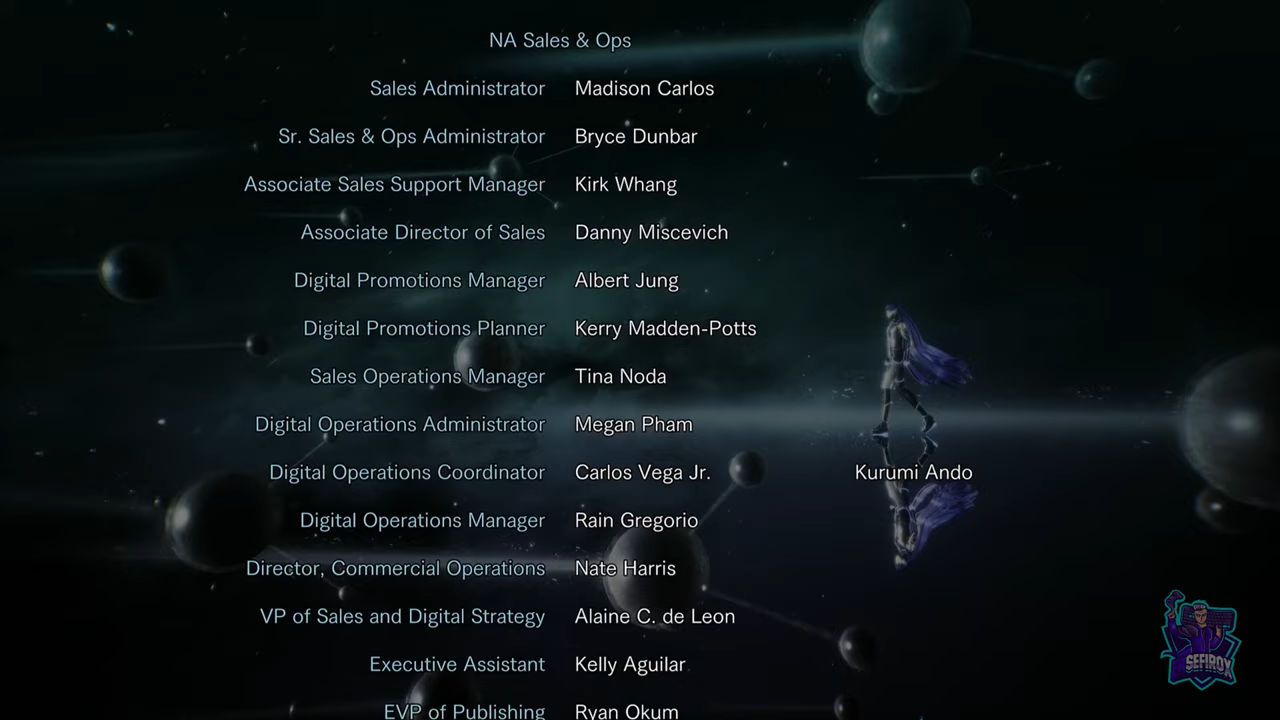 NA Sales & Ops
Sales Administrator Madison Carlos
Sr. Sales & Ops Administrator Bryce Dunbar
Associate Sales Support Manager Kirk Whang
Associate Director of Sales Danny Miscevich
Digital Promotions Manager Albert Jung
Digital Promotions Planner Kerry Madden-Potts
Sales Operations Manager Tina Noda
Digital Operations Administrator Megan Pham
Digital Operations Coordinator Carlos Vega Jr. Kurumi Ando
Digital Operations Manager Rain Gregorio
Director, Commercial Operations Nate Harris
VP of Sales and Digital Strategy Alaine C. de Leon
Executive Assistant Kelly Aguilar
EVP of Publishing Ryan Okum
SEFIROX